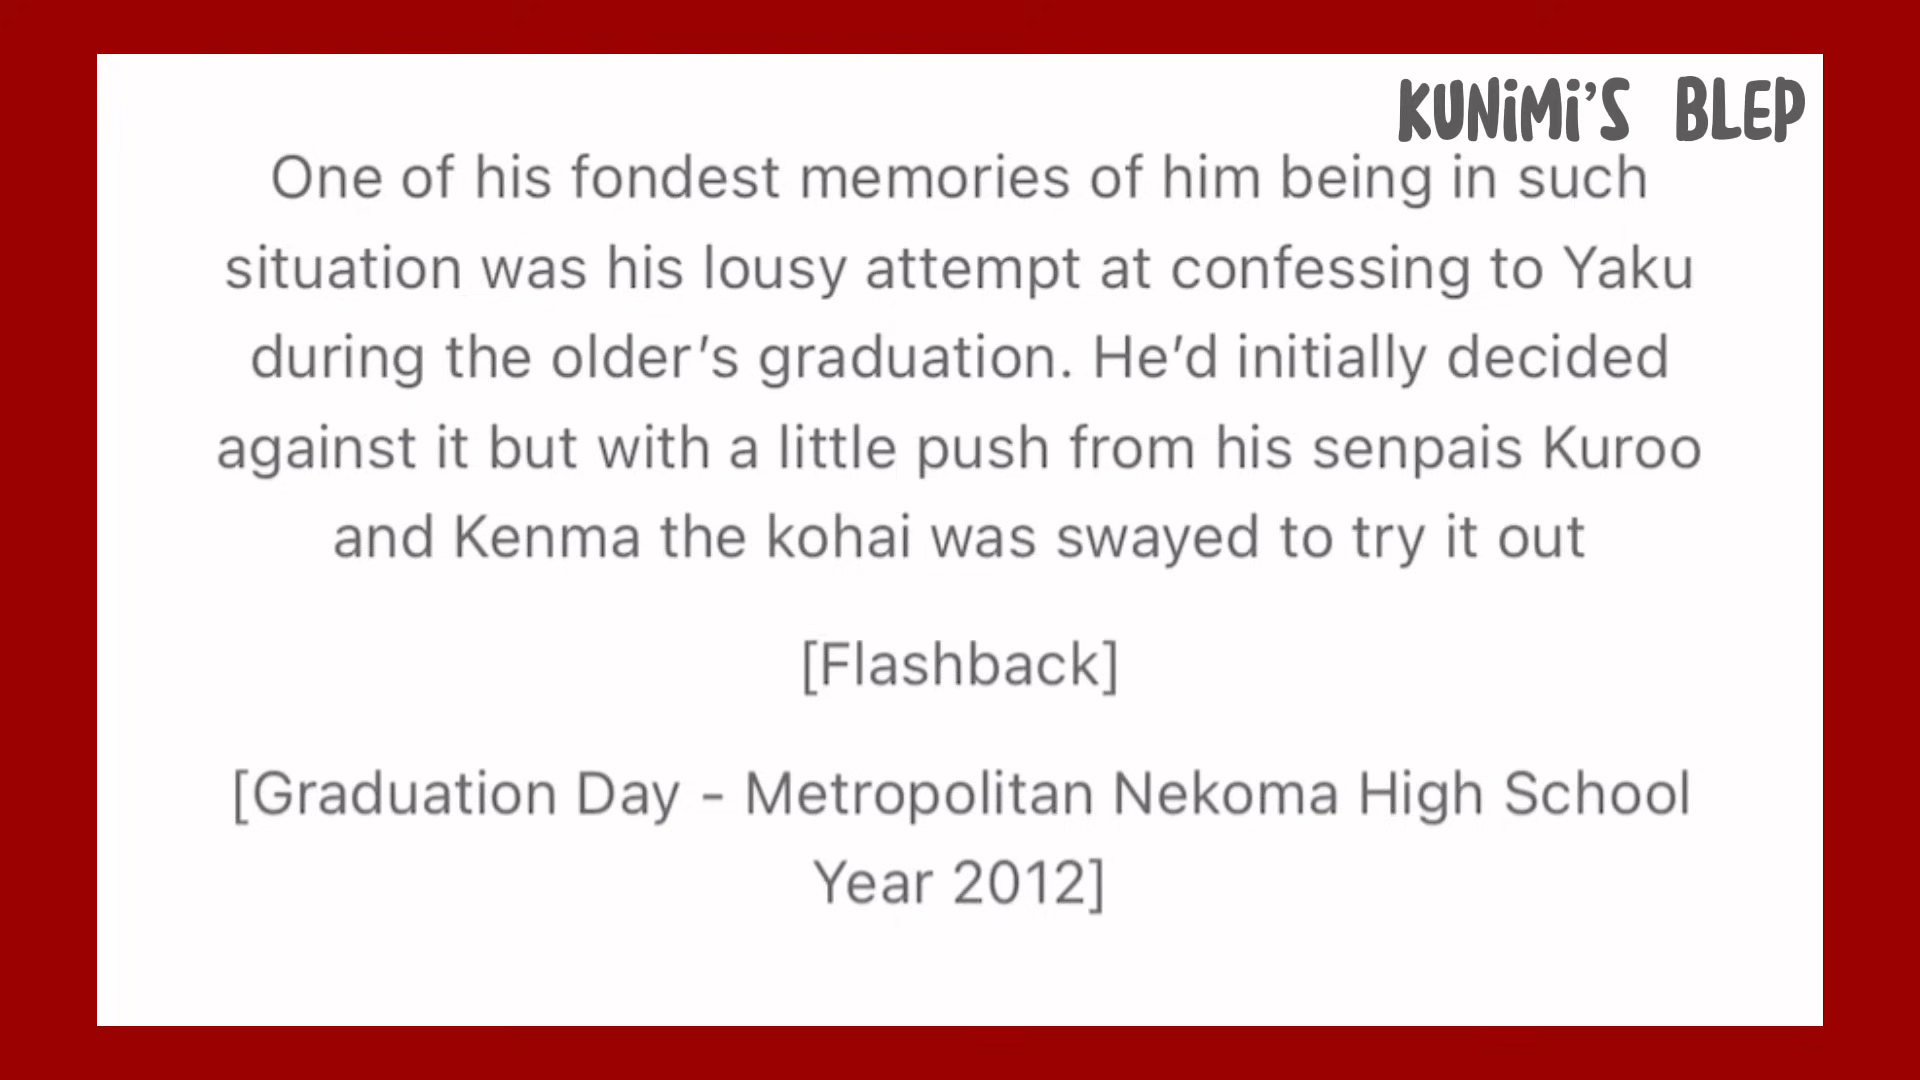 KUNiMi'S BLEP
One of his fondest memories of him being in such
situation was his lousy attempt at confessing to Yaku
during the older’s graduation. He’d initially decided
against it but with a little push from his senpais Kuroo
and Kenma the kohai was swayed to try it out
[Flashback]
[Graduation Day - Metropolitan Nekoma High School
Year 2012]